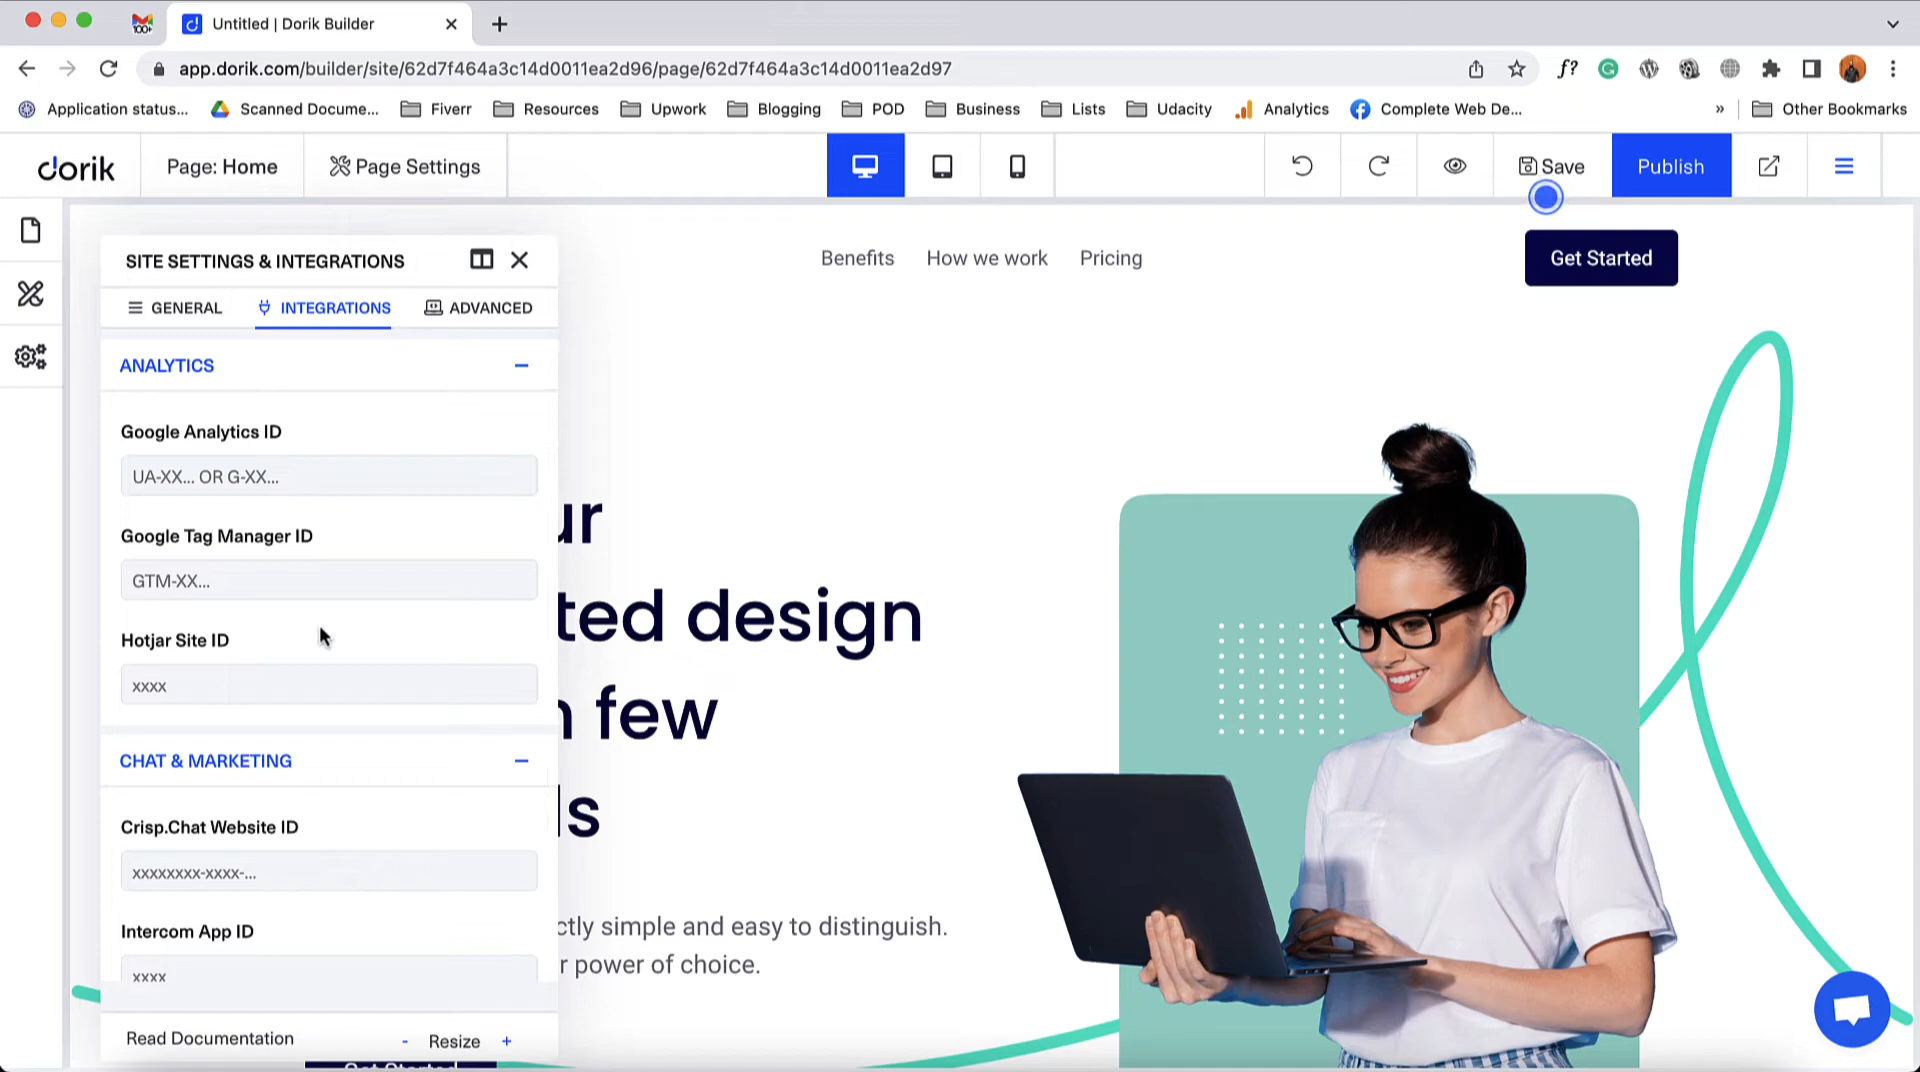 100+
Untitled | Dorik Builder
app.dorik.com/builder/site/62d7f464a3c14d0011ea2d96/page/62d7f464a3c14d0011ea2d97
f?
Application status...
Scanned Docume...
Fiverr
Resources
Upwork
Blogging
POD
Business
Lists
Udacity
Analytics
Complete Web De...
»
Other Bookmarks
dorik
Page: Home
Page Settings
Save
Publish
SITE SETTINGS & INTEGRATIONS
GENERAL
INTEGRATIONS
ADVANCED
ANALYTICS
Google Analytics ID
UA-XX... OR G-XX...
Google Tag Manager ID
GTM-XX...
Hotjar Site ID
xxxx
CHAT & MARKETING
Crisp.Chat Website ID
xxxxxxxx-xxxx-...
Intercom App ID
xxxx
Read Documentation
- Resize +
Benefits
How we work
Pricing
Get Started
ur
ted design
n few
ls
ctly simple and easy to distinguish.
r power of choice.
Get Started